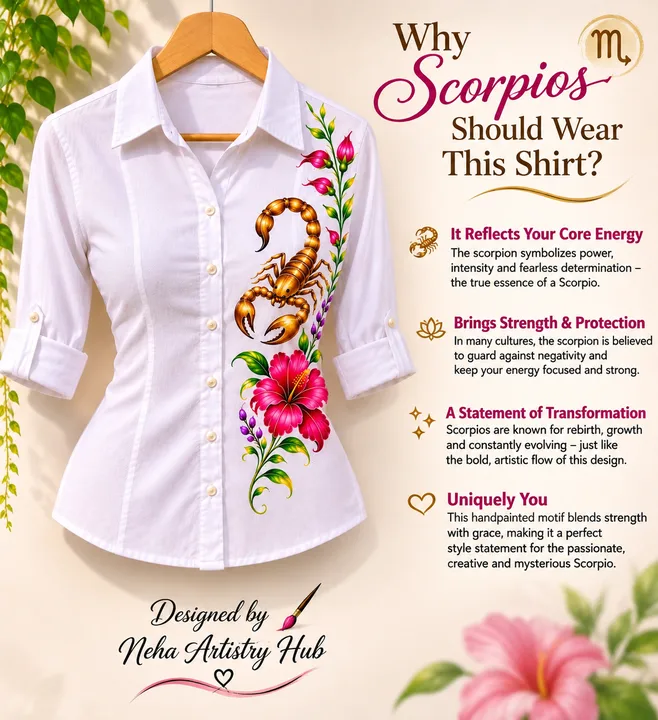 Why
Scorpios
Should Wear
This Shirt?
It Reflects Your Core Energy
The scorpion symbolizes power,
intensity and fearless determination –
the true essence of a Scorpio.
Brings Strength & Protection
In many cultures, the scorpion is believed
to guard against negativity and
keep your energy focused and strong.
A Statement of Transformation
Scorpios are known for rebirth, growth
and constantly evolving – just like
the bold, artistic flow of this design.
Uniquely You
This handpainted motif blends strength
with grace, making it a perfect
style statement for the passionate,
creative and mysterious Scorpio.
Designed by
Neha Artistry Hub